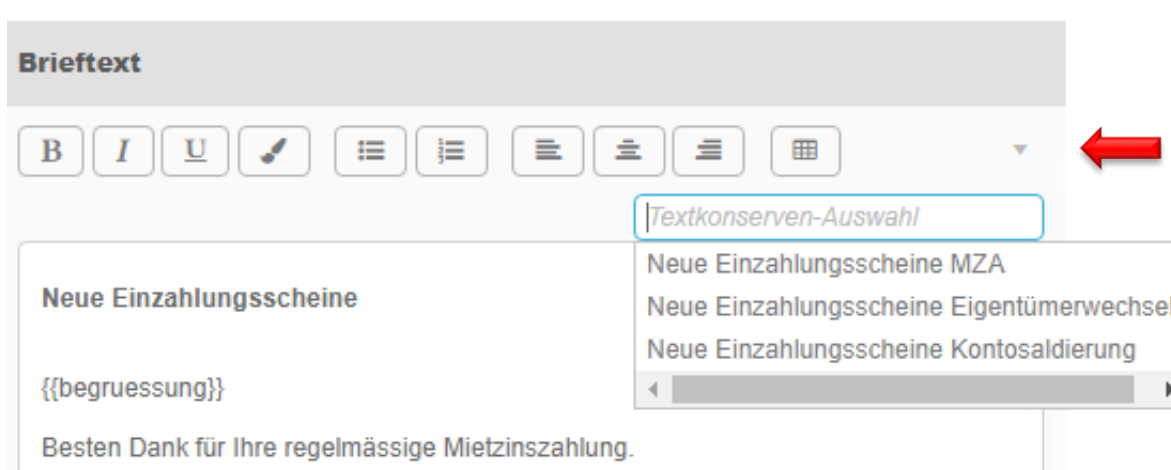 Brieftext
B I U
Textkonserven-Auswahl
Neue Einzahlungsscheine MZA
Neue Einzahlungsscheine Eigentümerwechsel
Neue Einzahlungsscheine Kontosaldierung
Neue Einzahlungsscheine
{{begruessung}}
Besten Dank für Ihre regelmässige Mietzinszahlung.